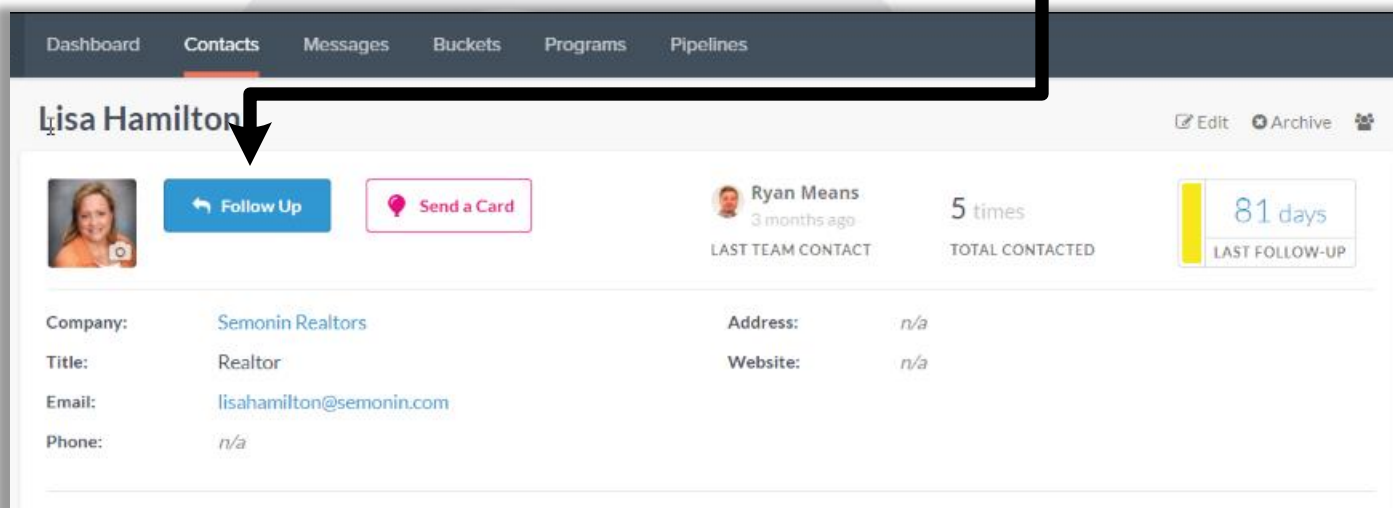 Dashboard Contacts Messages Buckets Programs Pipelines
Lisa Hamilton
Edit Archive
Follow Up
Send a Card
Ryan Means
3 months ago
LAST TEAM CONTACT
5 times
TOTAL CONTACTED
81 days
LAST FOLLOW-UP
Company: Semonin Realtors
Title: Realtor
Email: lisahamilton@semonin.com
Phone: n/a
Address: n/a
Website: n/a